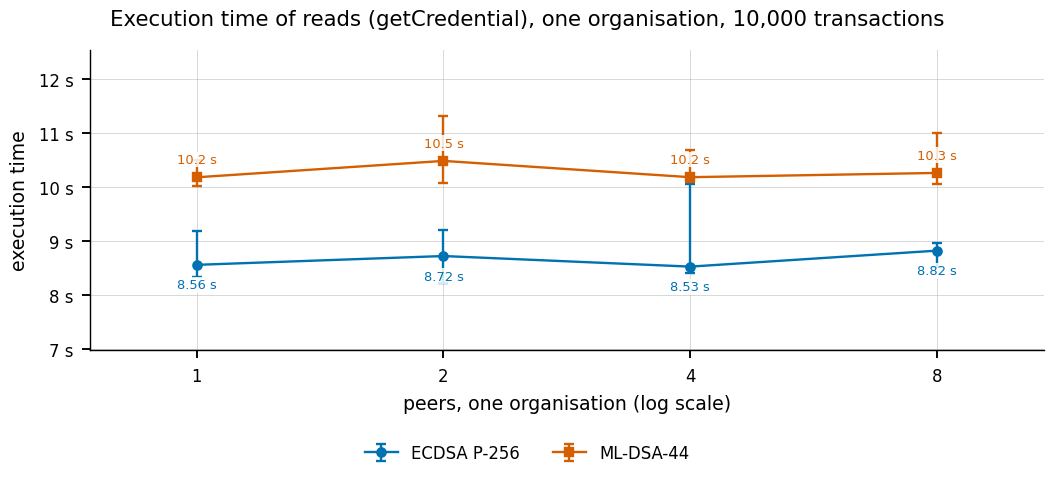 Execution time of reads (getCredential), one organisation, 10,000 transactions
execution time
12 s
11 s
10 s
9 s
8 s
7 s
10.2 s
10.5 s
10.2 s
10.3 s
8.56 s
8.72 s
8.53 s
8.82 s
1
2
4
8
peers, one organisation (log scale)
ECDSA P-256
ML-DSA-44